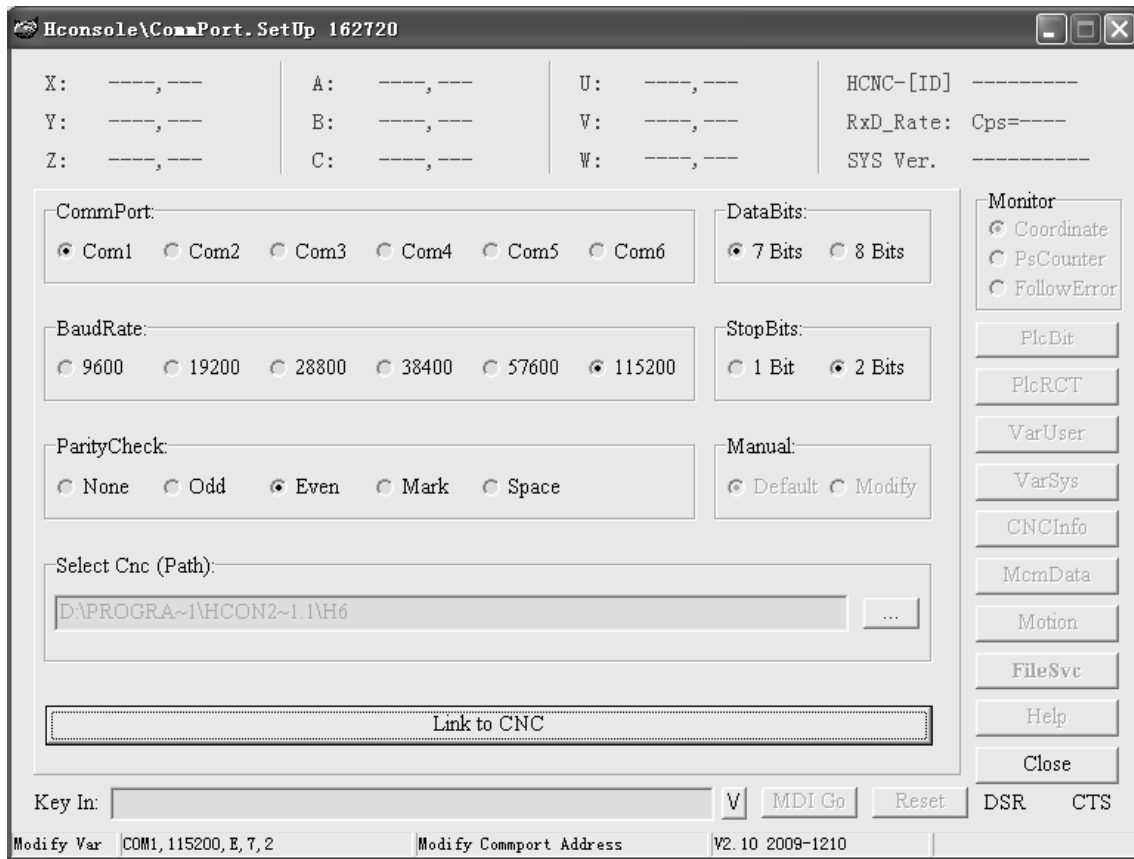 Hconsole\CommPort.SetUp 162720
X: ----,--- A: ----,--- U: ----,--- HCNC-[ID] ---------
Y: ----,--- B: ----,--- V: ----,--- RxD_Rate: Cps=----
Z: ----,--- C: ----,--- W: ----,--- SYS Ver. ----------
CommPort:
Com1 Com2 Com3 Com4 Com5 Com6
DataBits:
7 Bits 8 Bits
Monitor
Coordinate
PsCounter
FollowError
BaudRate:
9600 19200 28800 38400 57600 115200
StopBits:
1 Bit 2 Bits
ParityCheck:
None Odd Even Mark Space
Manual:
Default Modify
Select Cnc (Path):
D:\PROGRA~1\HCON2~1.1\H6
...
Link to CNC
PlcBit
PlcRCT
VarUser
VarSys
CNCInfo
McmData
Motion
FileSvc
Help
Close
Key In: V MDI Go Reset DSR CTS
Modify Var COM1,115200,E,7,2 Modify Commport Address V2.10 2009-1210